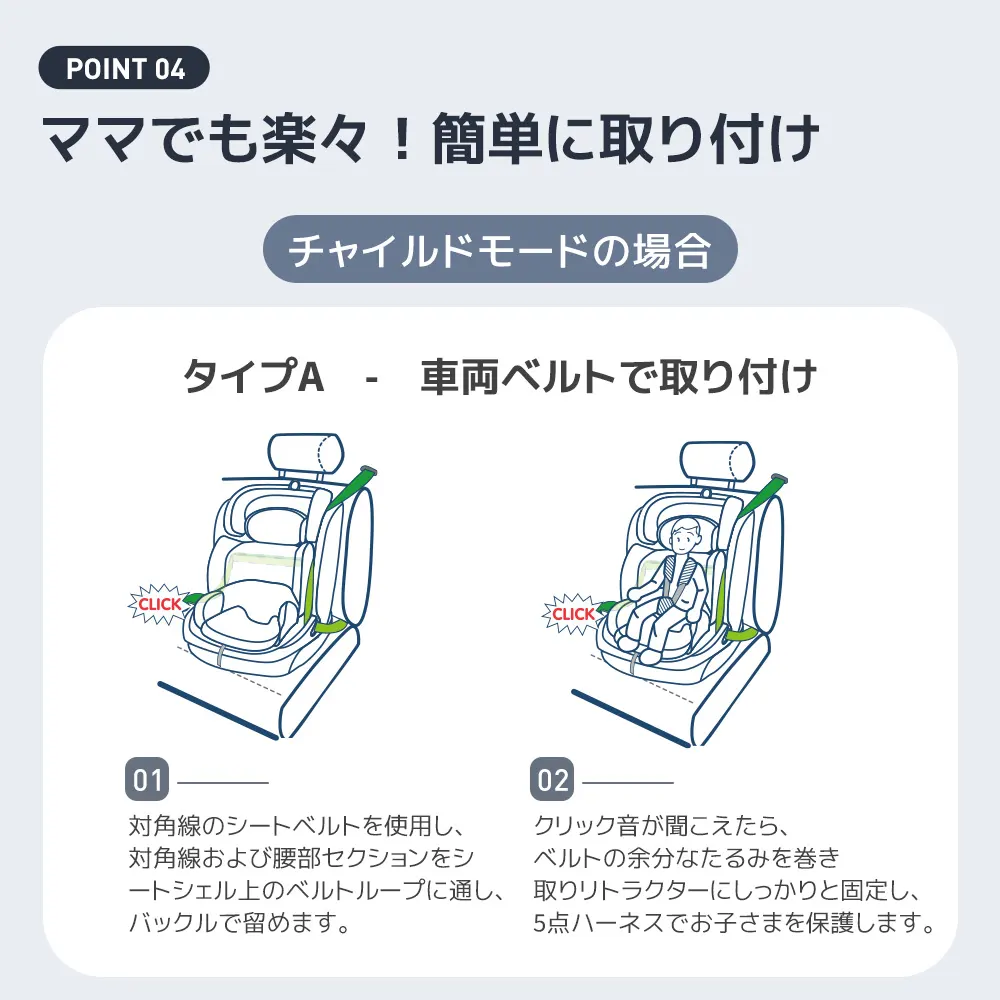 POINT 04
ママでも楽々！簡単に取り付け
チャイルドモードの場合
タイプA - 車両ベルトで取り付け
CLICK
CLICK
01
対角線のシートベルトを使用し、
対角線および腰部セクションをシ
ートシェル上のベルトループに通し、
バックルで留めます。
02
クリック音が聞こえたら、
ベルトの余分なたるみを巻き
取りリトラクターにしっかりと固定し、
5点ハーネスでお子さまを保護します。